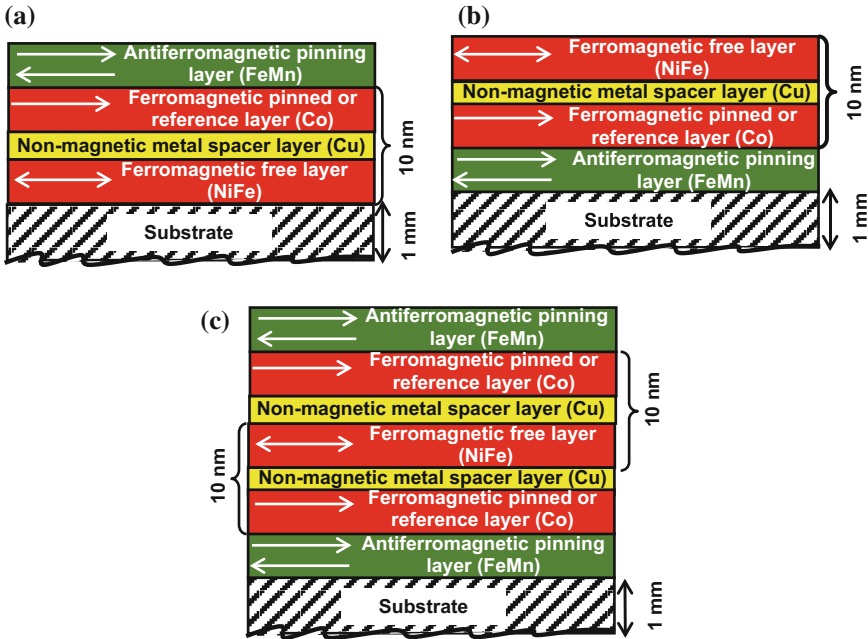 (a)
Antiferromagnetic pinning
layer (FeMn)
Ferromagnetic pinned or
reference layer (Co)
Non-magnetic metal spacer layer (Cu)
Ferromagnetic free layer
(NiFe)
Substrate
10 nm
1 mm
(b)
Ferromagnetic free layer
(NiFe)
Non-magnetic metal spacer layer (Cu)
Ferromagnetic pinned or
reference layer (Co)
Antiferromagnetic pinning
layer (FeMn)
Substrate
10 nm
1 mm
(c)
Antiferromagnetic pinning
layer (FeMn)
Ferromagnetic pinned or
reference layer (Co)
Non-magnetic metal spacer layer (Cu)
Ferromagnetic free layer
(NiFe)
Non-magnetic metal spacer layer (Cu)
Ferromagnetic pinned or
reference layer (Co)
Antiferromagnetic pinning
layer (FeMn)
Substrate
10 nm
10 nm
1 mm